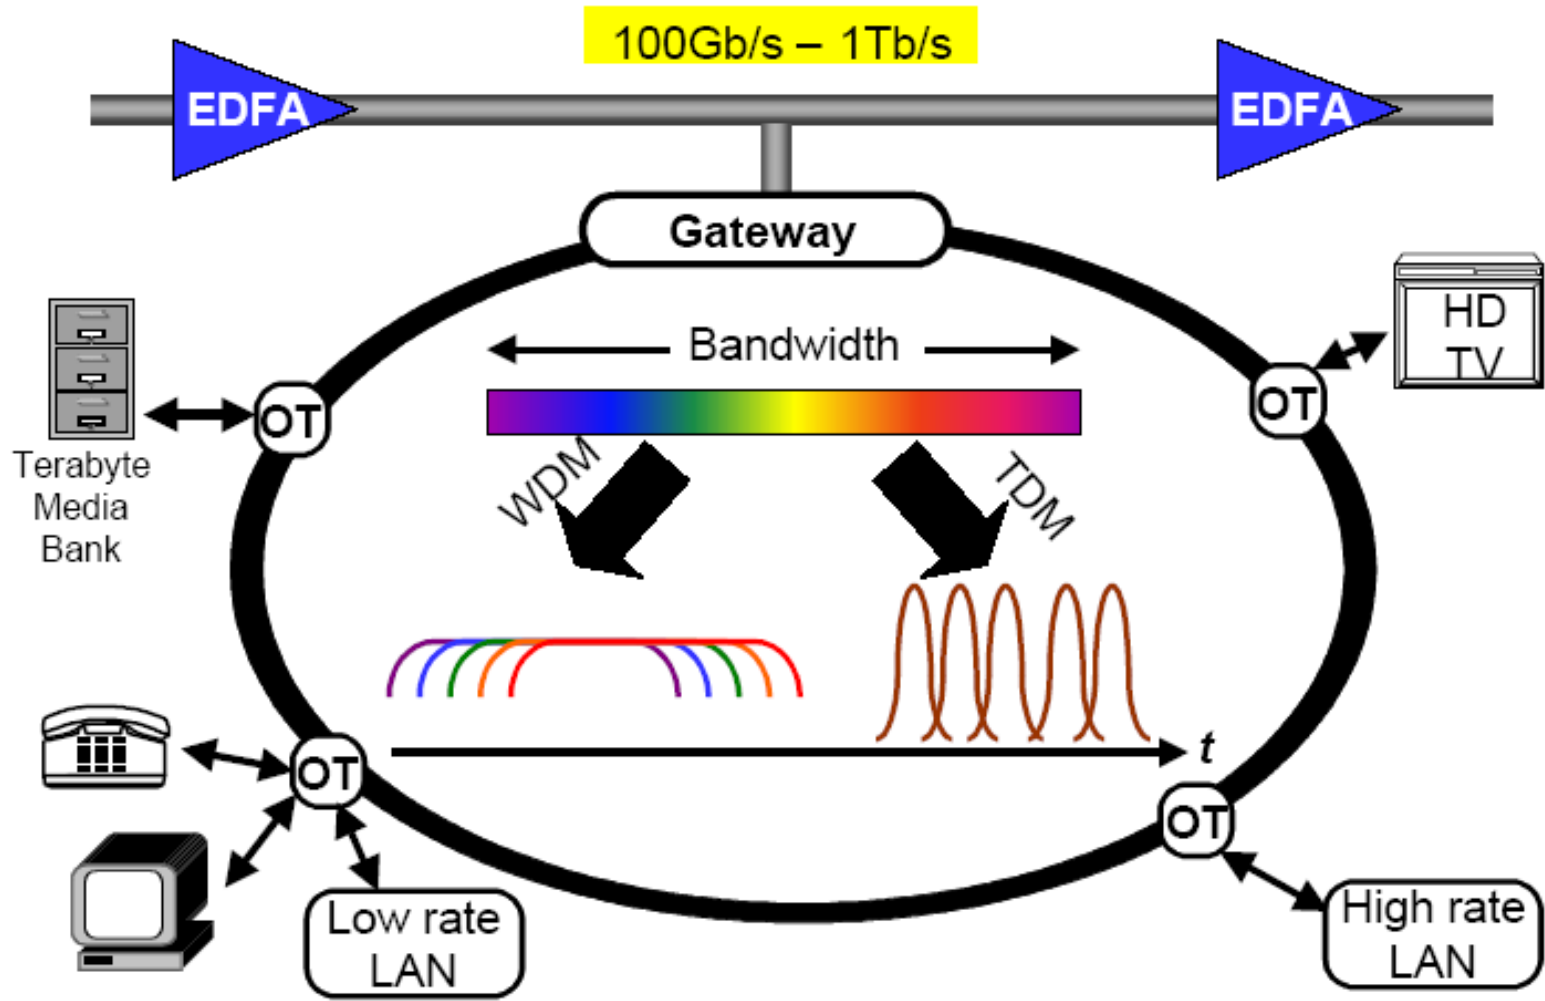 100Gb/s – 1Tb/s
EDFA
EDFA
Gateway
HD
TV
Bandwidth
OT
OT
Terabyte
Media
Bank
WDM
TDM
t
OT
OT
Low rate
LAN
High rate
LAN